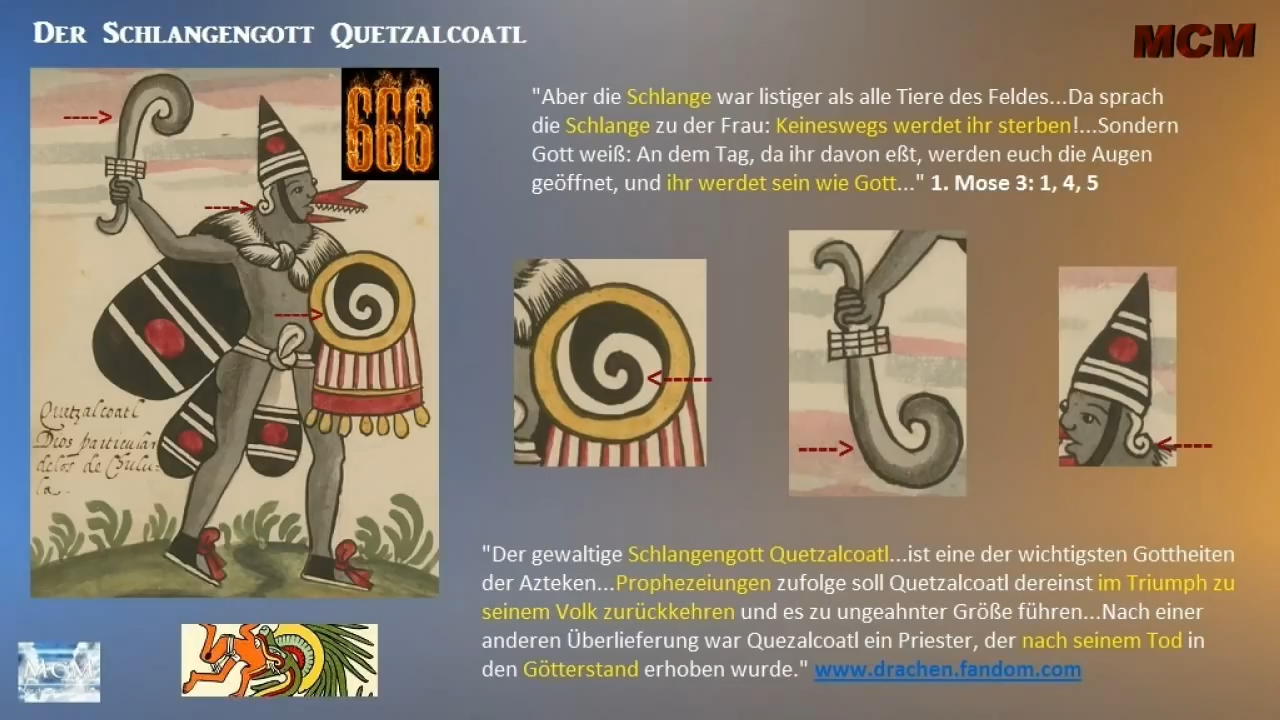 Der Schlangengott Quetzalcoatl
MCM
666
"Aber die Schlange war listiger als alle Tiere des Feldes...Da sprach
die Schlange zu der Frau: Keineswegs werdet ihr sterben!...Sondern
Gott weiß: An dem Tag, da ihr davon eßt, werden euch die Augen
geöffnet, und ihr werdet sein wie Gott..." 1. Mose 3: 1, 4, 5
Quetzalcoatl
Dios particular
delos de Chulu-
la.
"Der gewaltige Schlangengott Quetzalcoatl...ist eine der wichtigsten Gottheiten
der Azteken...Prophezeiungen zufolge soll Quetzalcoatl dereinst im Triumph zu
seinem Volk zurückkehren und es zu ungeahnter Größe führen...Nach einer
anderen Überlieferung war Quezalcoatl ein Priester, der nach seinem Tod in
den Götterstand erhoben wurde." www.drachen.fandom.com
MCM